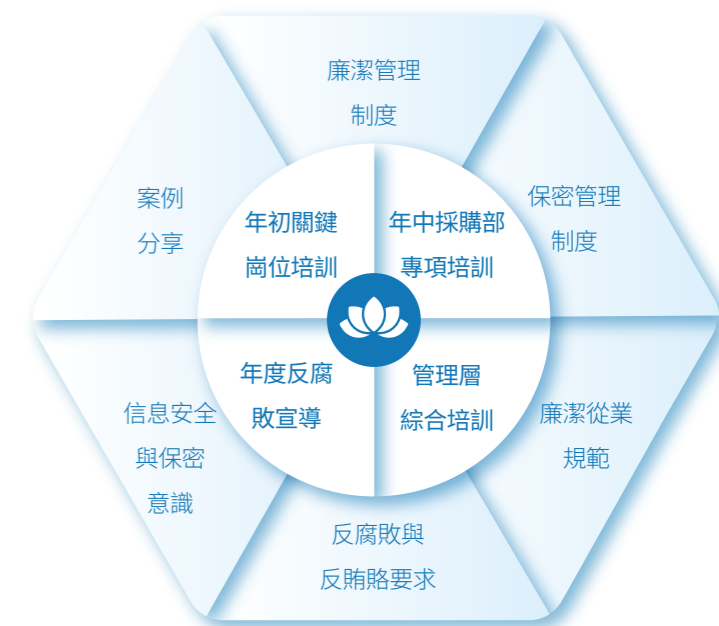 廉潔管理
制度
案例
分享
保密管理
制度
年初關鍵
崗位培訓
年中採購部
專項培訓
年度反腐
敗宣導
管理層
綜合培訓
信息安全
與保密
意識
廉潔從業
規範
反腐敗與
反賄賂要求